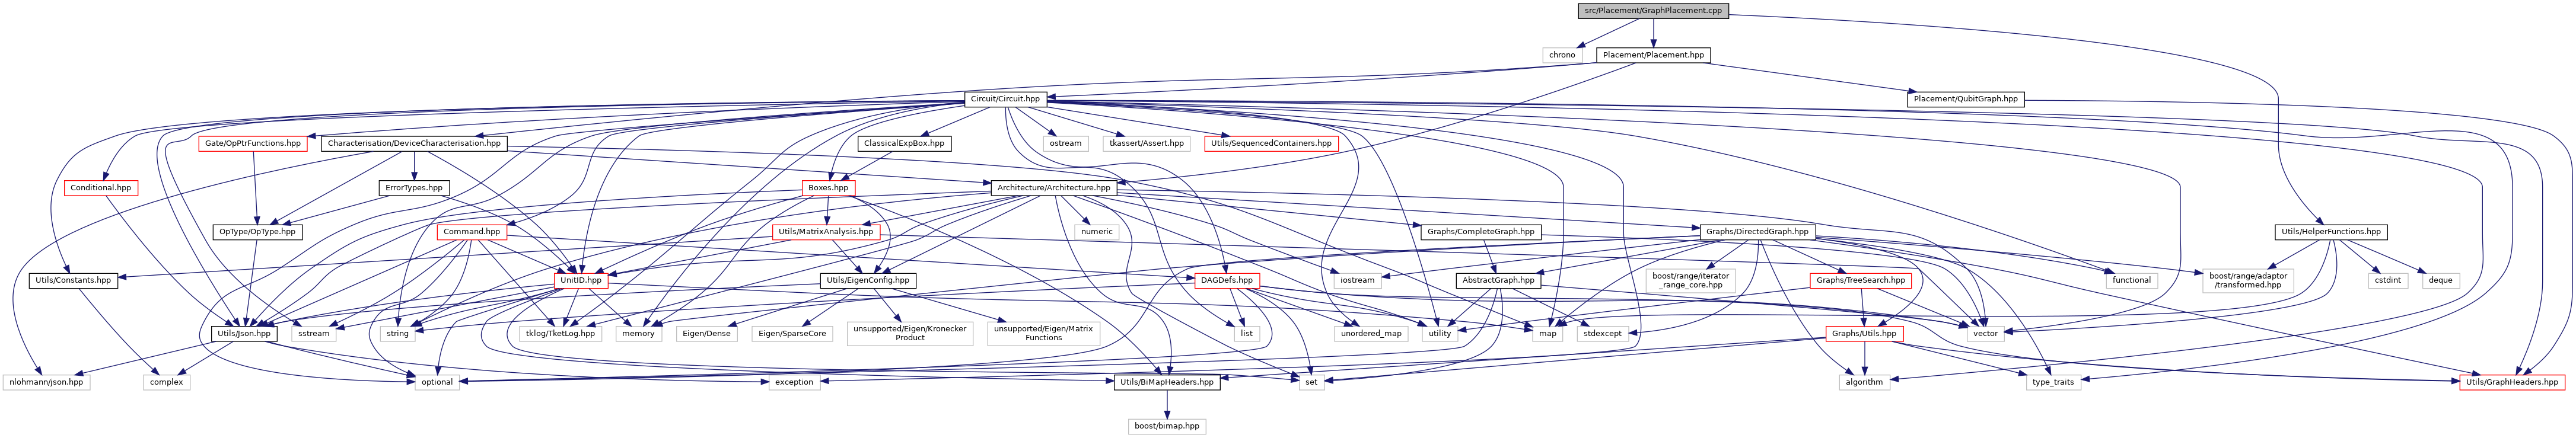 src/Placement/GraphPlacement.cpp
chrono
Placement/Placement.hpp
Circuit/Circuit.hpp
Placement/QubitGraph.hpp
Gate/OpPtrFunctions.hpp
Characterisation/DeviceCharacterisation.hpp
ClassicalExpBox.hpp
ostream
tkassert/Assert.hpp
Utils/SequencedContainers.hpp
Conditional.hpp
ErrorTypes.hpp
Boxes.hpp
Architecture/Architecture.hpp
OpType/OpType.hpp
Command.hpp
Utils/MatrixAnalysis.hpp
numeric
Graphs/CompleteGraph.hpp
Graphs/DirectedGraph.hpp
Utils/HelperFunctions.hpp
Utils/Constants.hpp
UnitID.hpp
Utils/EigenConfig.hpp
DAGDefs.hpp
iostream
AbstractGraph.hpp
boost/range/iterator
_range_core.hpp
Graphs/TreeSearch.hpp
functional
boost/range/adaptor
/transformed.hpp
cstdint
deque
Utils/Json.hpp
sstream
string
tklog/TketLog.hpp
memory
Eigen/Dense
Eigen/SparseCore
unsupported/Eigen/Kronecker
Product
unsupported/Eigen/Matrix
Functions
list
unordered_map
utility
map
stdexcept
Graphs/Utils.hpp
vector
nlohmann/json.hpp
complex
optional
exception
Utils/BiMapHeaders.hpp
set
algorithm
type_traits
Utils/GraphHeaders.hpp
boost/bimap.hpp